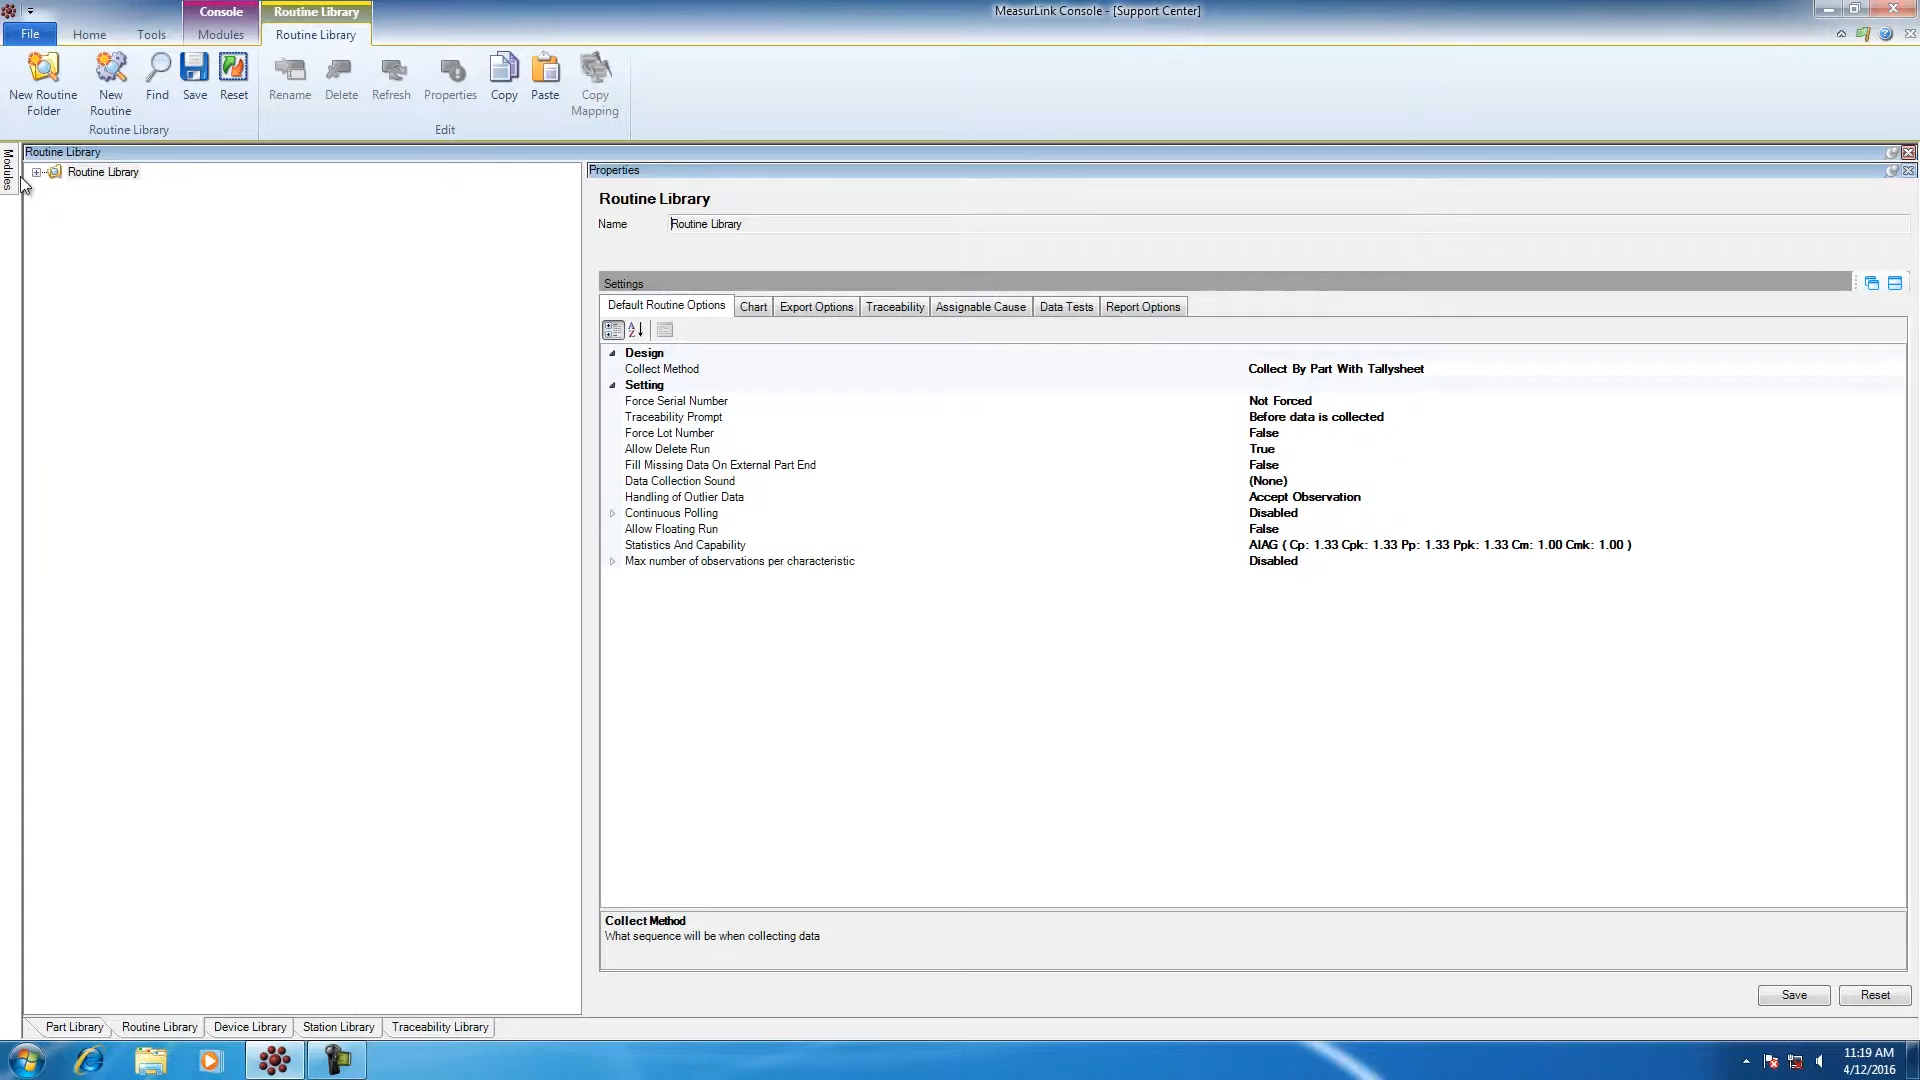 Console
Routine Library
MeasurLink Console - [Support Center]
File
Home
Tools
Modules
Routine Library
New Routine Folder
New Routine
Find
Save
Reset
Rename
Delete
Refresh
Properties
Copy
Paste
Copy Mapping
Routine Library
Edit
Modules
Routine Library
Routine Library
Properties
Routine Library
Name Routine Library
Settings
Default Routine Options
Chart
Export Options
Traceability
Assignable Cause
Data Tests
Report Options
Design
Collect Method Collect By Part With Tallysheet
Setting
Force Serial Number Not Forced
Traceability Prompt Before data is collected
Force Lot Number False
Allow Delete Run True
Fill Missing Data On External Part End False
Data Collection Sound (None)
Handling of Outlier Data Accept Observation
Continuous Polling Disabled
Allow Floating Run False
Statistics And Capability AIAG ( Cp: 1.33 Cpk: 1.33 Pp: 1.33 Ppk: 1.33 Cm: 1.00 Cmk: 1.00 )
Max number of observations per characteristic Disabled
Collect Method
What sequence will be when collecting data
Save
Reset
Part Library
Routine Library
Device Library
Station Library
Traceability Library
11:19 AM
4/12/2016